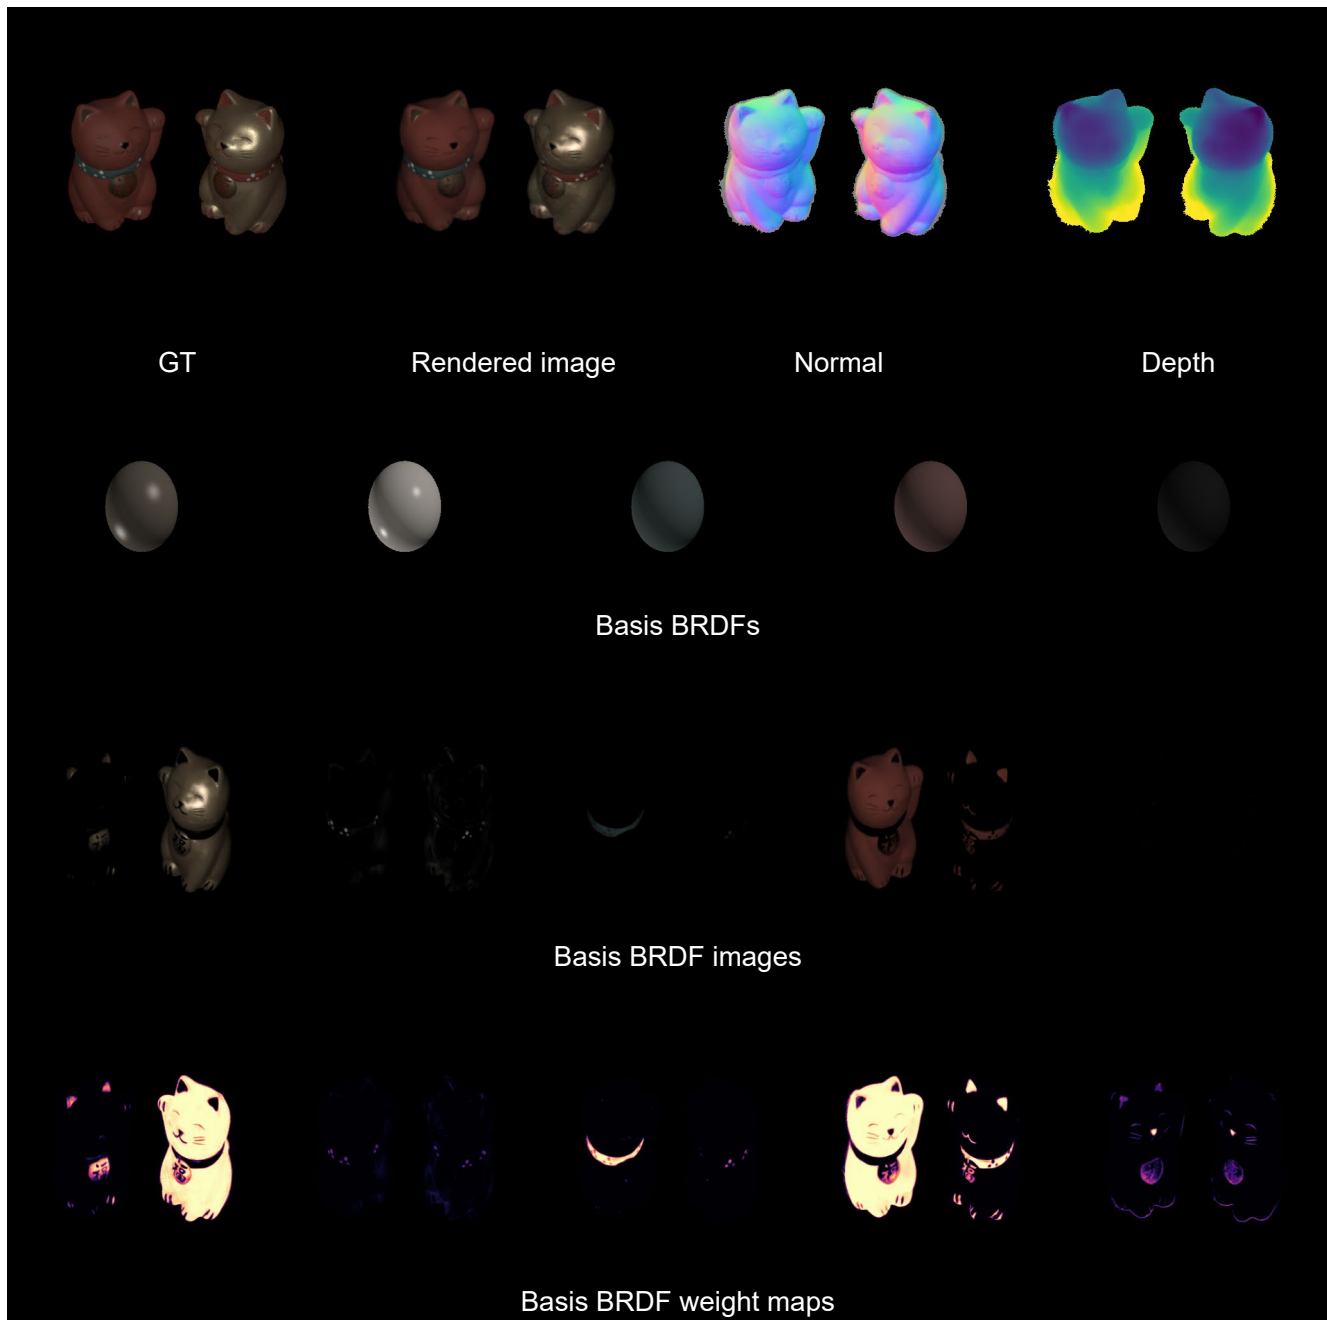 GT
Rendered image
Normal
Depth
Basis BRDFs
Basis BRDF images
Basis BRDF weight maps